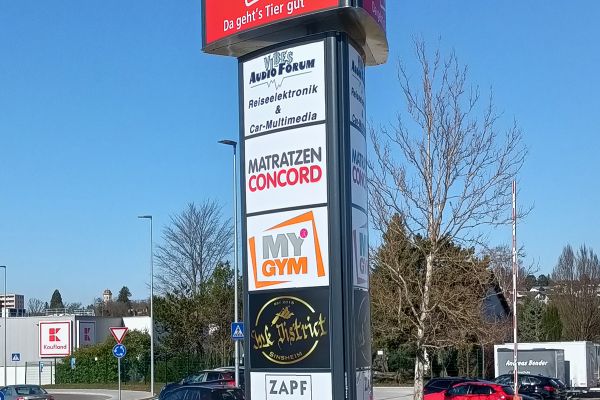 Da geht's Tier gut
VIBES
AUDIO FORUM
Reiseelektronik
&
Car-Multimedia
MATRATZEN
CONCORD
MY
GYM
Ink District
SINSHEIM
ZAPF
K
Kaufland
Andreas Bender